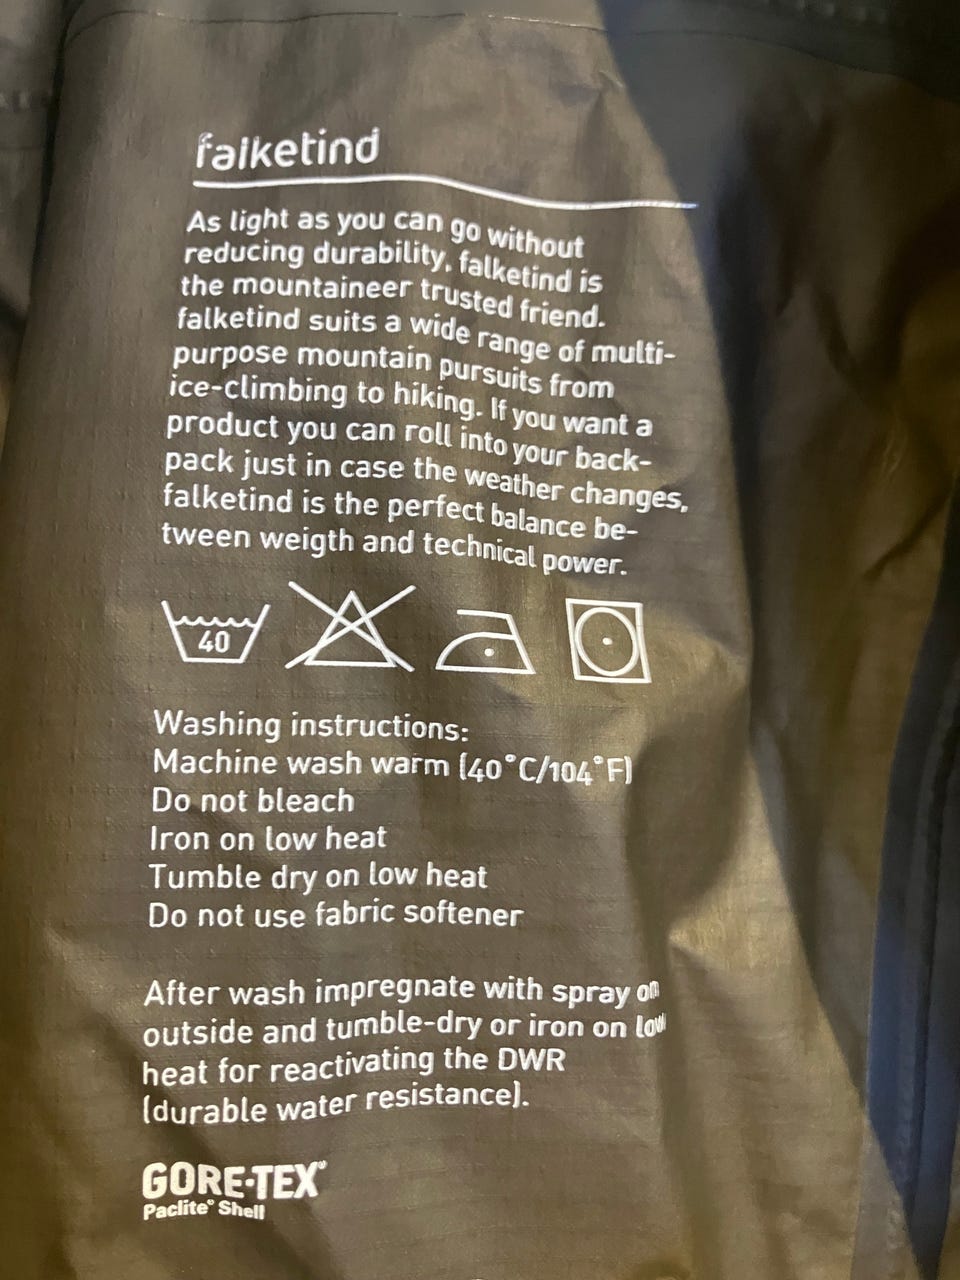 falketind
As light as you can go without
reducing durability, falketind is
the mountaineer trusted friend.
falketind suits a wide range of multi-
purpose mountain pursuits from
ice-climbing to hiking. If you want a
product you can roll into your back-
pack just in case the weather changes,
falketind is the perfect balance be-
tween weigth and technical power.
40
Washing instructions:
Machine wash warm (40°C/104°F)
Do not bleach
Iron on low heat
Tumble dry on low heat
Do not use fabric softener
After wash impregnate with spray on
outside and tumble-dry or iron on low
heat for reactivating the DWR
(durable water resistance).
GORE-TEX®
Paclite® Shell